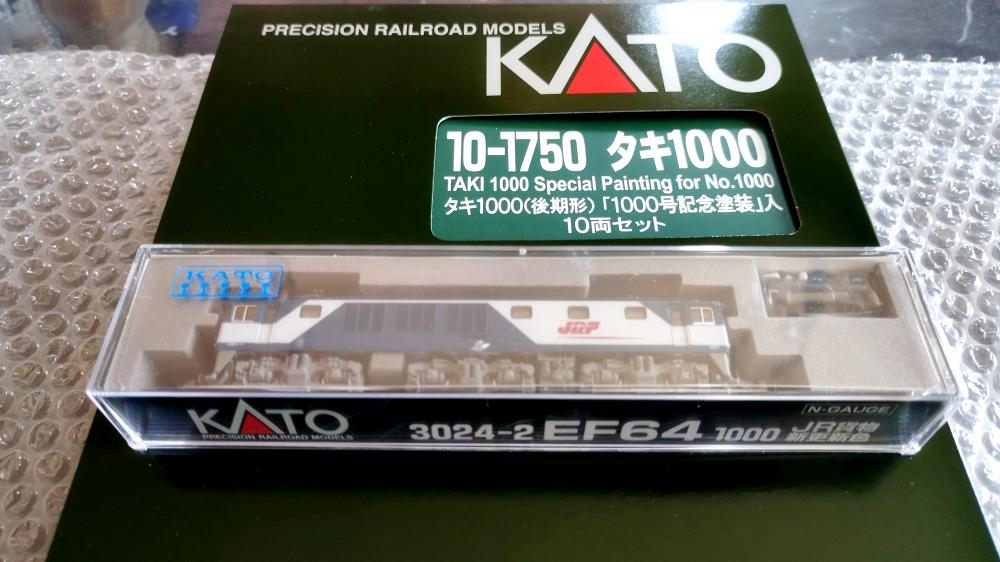 PRECISION RAILROAD MODELS
KATO
10-1750 タキ1000
TAKI 1000 Special Painting for No.1000
タキ1000(後期形)「1000号記念塗装」入
10両セット
KATO
JRF
KATO
PRECISION RAILROAD MODELS
N-GAUGE
3024-2 EF64 1000 JR貨物
新更新色